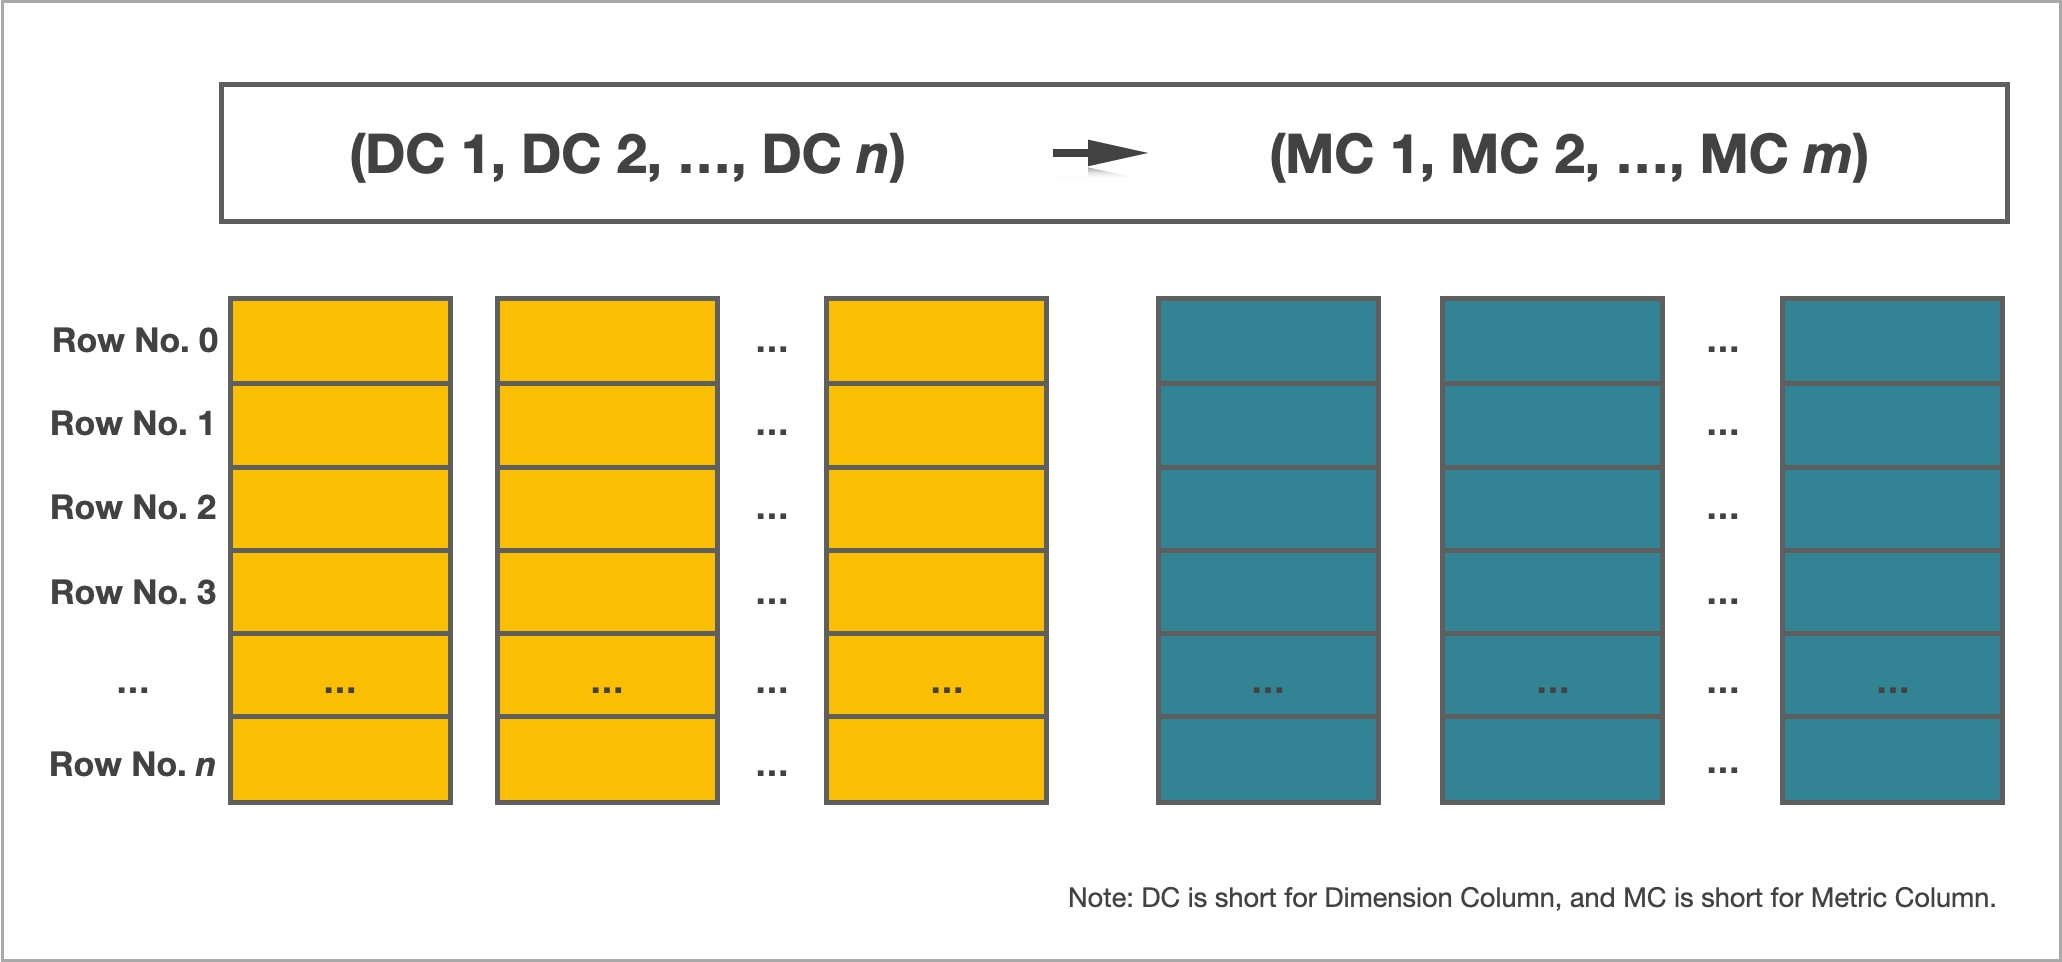 (DC 1, DC 2, ..., DC n) (MC 1, MC 2, ..., MC m)
Row No. 0 ... ...
Row No. 1 ... ...
Row No. 2 ... ...
Row No. 3 ... ...
... ... ... ... ... ... ... ... ...
Row No. n ... ...
Note: DC is short for Dimension Column, and MC is short for Metric Column.